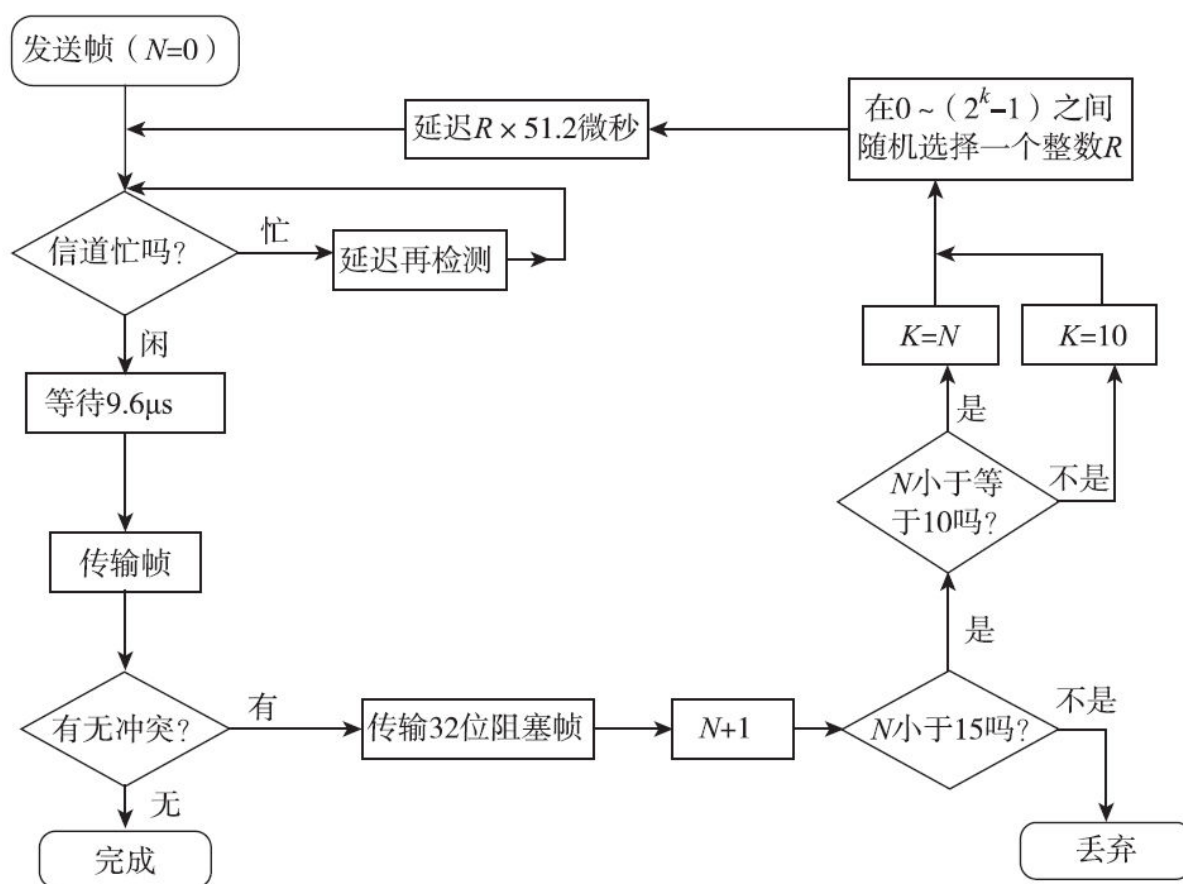 发送帧（N=0）
延迟R×51.2微秒
在0~（2^k−1）之间
随机选择一个整数R
信道忙吗？
忙
延迟再检测
闲
K=N
K=10
等待9.6μs
是
不是
N小于等
于10吗？
传输帧
是
有无冲突？
有
传输32位阻塞帧
N+1
N小于15吗？
不是
无
完成
丢弃